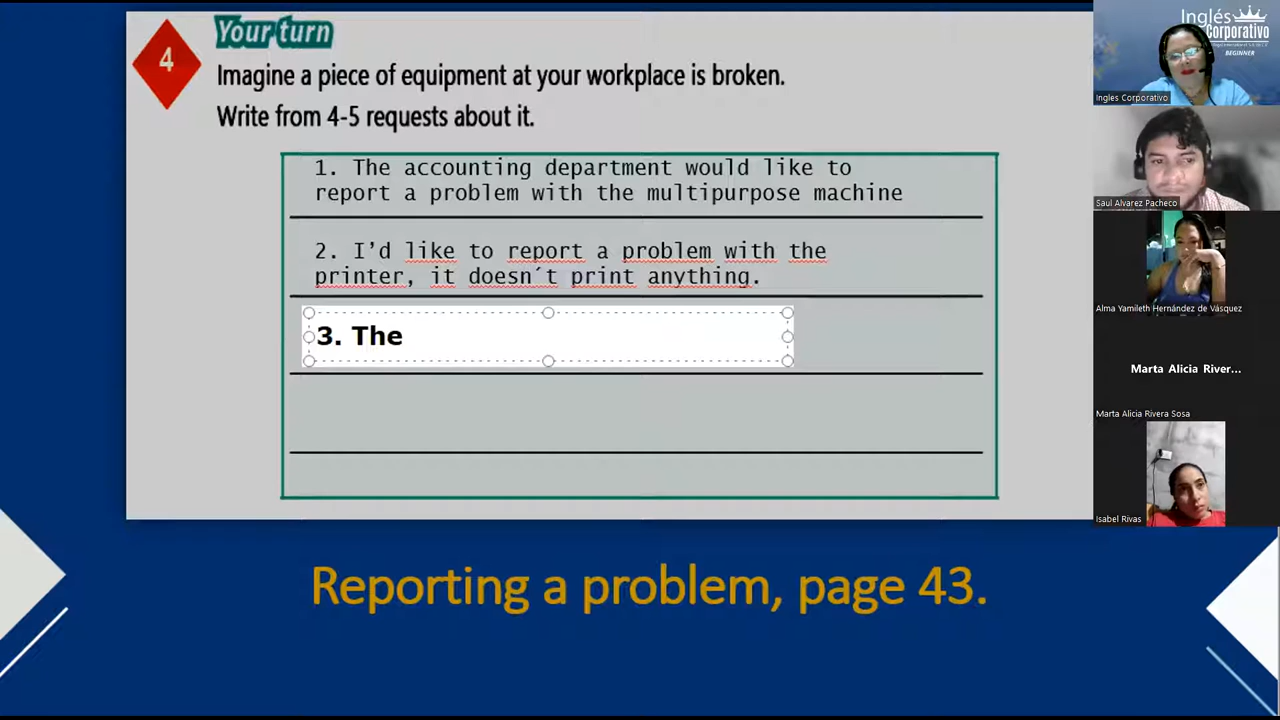 4
Your turn
Imagine a piece of equipment at your workplace is broken.
Write from 4-5 requests about it.
1. The accounting department would like to
report a problem with the multipurpose machine
2. I'd like to report a problem with the
printer, it doesn´t print anything.
3. The
Reporting a problem, page 43.
Inglés
Corporativo
BEGINNER
Ingles Corporativo
Saul Alvarez Pacheco
Alma Yamileth Hernández de Vásquez
Marta Alicia River...
Marta Alicia Rivera Sosa
Isabel Rivas